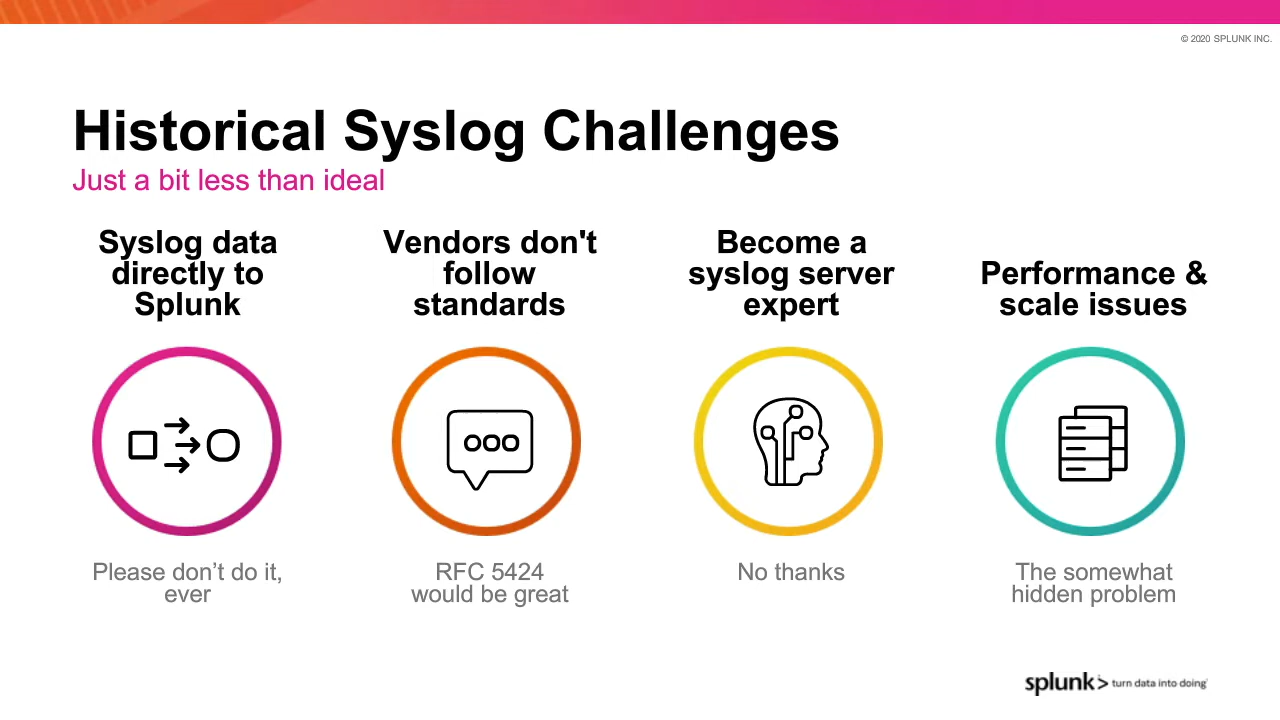 © 2020 SPLUNK INC.
Historical Syslog Challenges
Just a bit less than ideal
Syslog data
directly to
Splunk
Please don’t do it,
ever
Vendors don't
follow
standards
RFC 5424
would be great
Become a
syslog server
expert
No thanks
Performance &
scale issues
The somewhat
hidden problem
splunk> turn data into doing